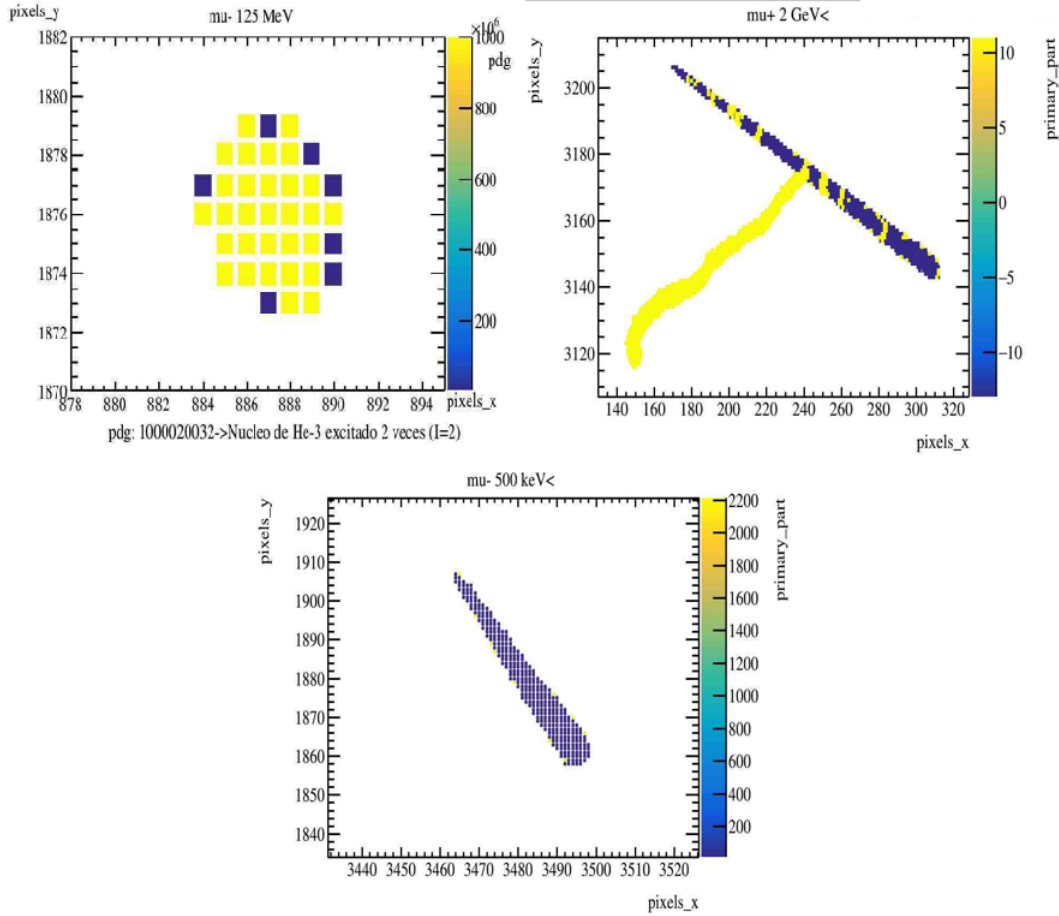 mu- 125 MeV
pixels_y
1882
1880
1878
1876
1874
1872
1870
878 880 882 884 886 888 890 892 894
pixels_x
×10⁶
pdg
1000
800
600
400
200
pdg: 1000020032->Nucleo de He-3 excitado 2 veces (I=2)
mu+ 2 GeV<
pixels_y
3200
3180
3160
3140
3120
140 160 180 200 220 240 260 280 300 320
pixels_x
primary_part
10
5
0
−5
−10
mu- 500 keV<
pixels_y
1920
1910
1900
1890
1880
1870
1860
1850
1840
3440 3450 3460 3470 3480 3490 3500 3510 3520
pixels_x
primary_part
2200
2000
1800
1600
1400
1200
1000
800
600
400
200